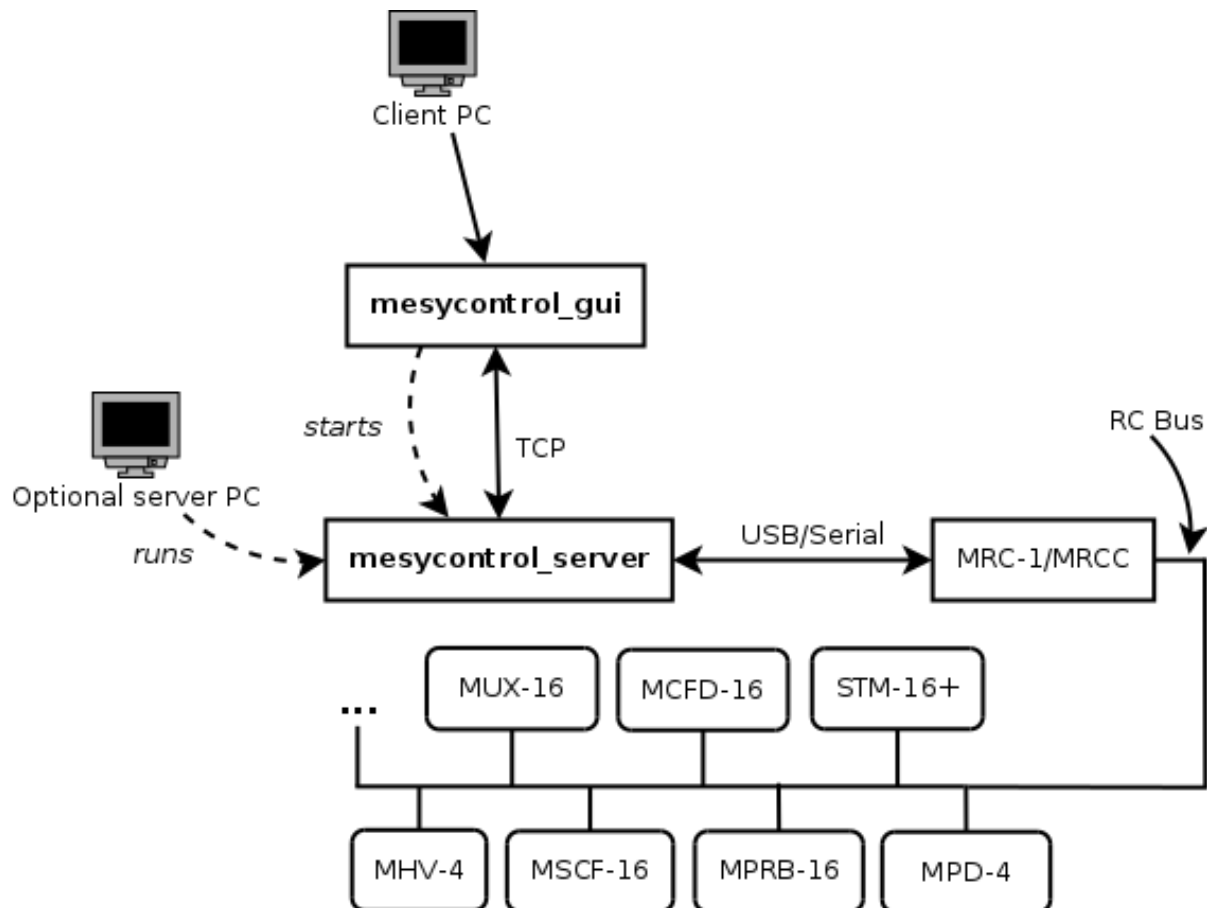 Client PC
mesycontrol_gui
starts
TCP
RC Bus
Optional server PC
runs
mesycontrol_server
USB/Serial
MRC-1/MRCC
...
MUX-16
MCFD-16
STM-16+
MHV-4
MSCF-16
MPRB-16
MPD-4